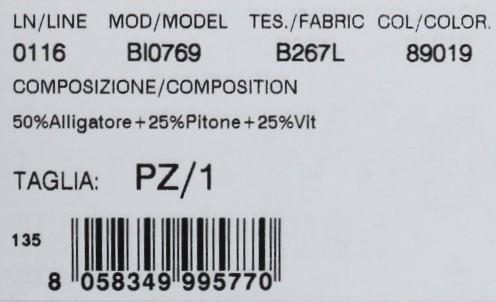 LN/LINE MOD/MODEL TES./FABRIC COL/COLOR.
0116 BI0769 B267L 89019
COMPOSIZIONE/COMPOSITION
50%Alligatore+25%Pitone+25%Vit
TAGLIA: PZ/1
135
8 058349 995770